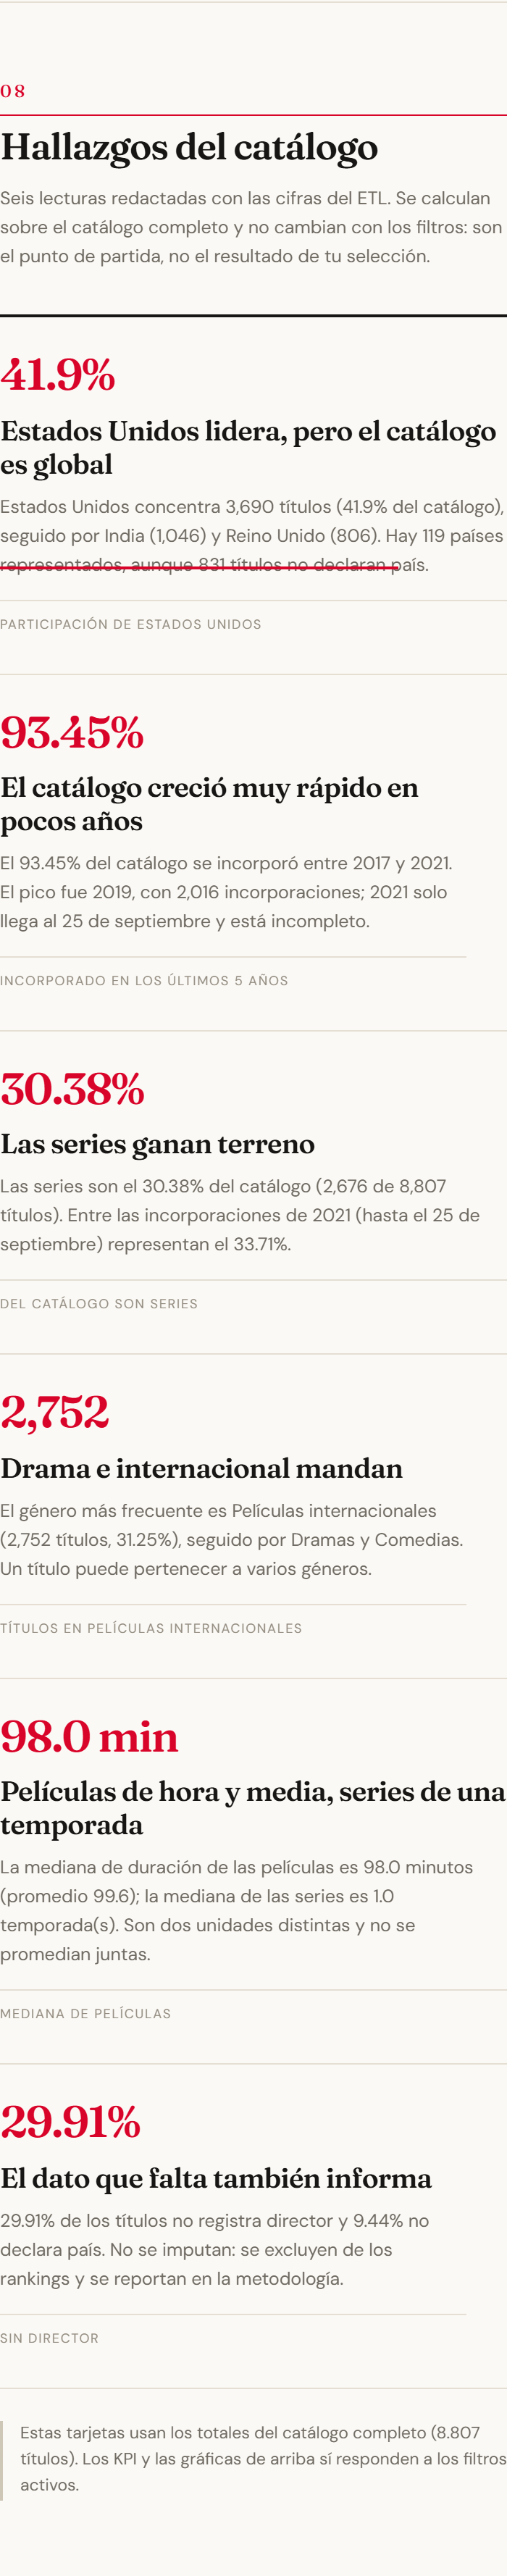 08
Hallazgos del catálogo
Seis lecturas redactadas con las cifras del ETL. Se calculan
sobre el catálogo completo y no cambian con los filtros: son
el punto de partida, no el resultado de tu selección.
41.9%
Estados Unidos lidera, pero el catálogo
es global
Estados Unidos concentra 3,690 títulos (41.9% del catálogo),
seguido por India (1,046) y Reino Unido (806). Hay 119 países
representados, aunque 831 títulos no declaran país.
PARTICIPACIÓN DE ESTADOS UNIDOS
93.45%
El catálogo creció muy rápido en
pocos años
El 93.45% del catálogo se incorporó entre 2017 y 2021.
El pico fue 2019, con 2,016 incorporaciones; 2021 solo
llega al 25 de septiembre y está incompleto.
INCORPORADO EN LOS ÚLTIMOS 5 AÑOS
30.38%
Las series ganan terreno
Las series son el 30.38% del catálogo (2,676 de 8,807
títulos). Entre las incorporaciones de 2021 (hasta el 25 de
septiembre) representan el 33.71%.
DEL CATÁLOGO SON SERIES
2,752
Drama e internacional mandan
El género más frecuente es Películas internacionales
(2,752 títulos, 31.25%), seguido por Dramas y Comedias.
Un título puede pertenecer a varios géneros.
TÍTULOS EN PELÍCULAS INTERNACIONALES
98.0 min
Películas de hora y media, series de una
temporada
La mediana de duración de las películas es 98.0 minutos
(promedio 99.6); la mediana de las series es 1.0
temporada(s). Son dos unidades distintas y no se
promedian juntas.
MEDIANA DE PELÍCULAS
29.91%
El dato que falta también informa
29.91% de los títulos no registra director y 9.44% no
declara país. No se imputan: se excluyen de los
rankings y se reportan en la metodología.
SIN DIRECTOR
Estas tarjetas usan los totales del catálogo completo (8.807
títulos). Los KPI y las gráficas de arriba sí responden a los filtros
activos.